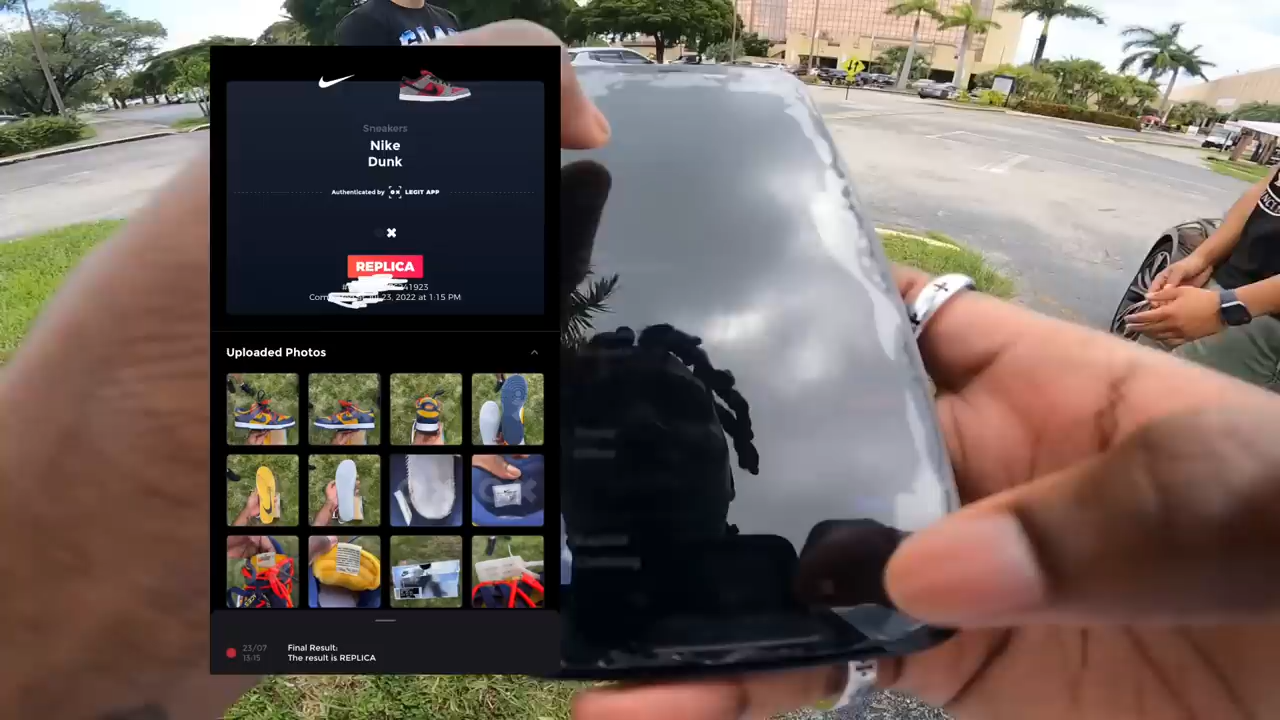 Sneakers
Nike
Dunk
Authenticated by LEGIT APP
REPLICA
41923
23, 2022 at 1:15 PM
Uploaded Photos
23/07
13:15
Final Result:
The result is REPLICA